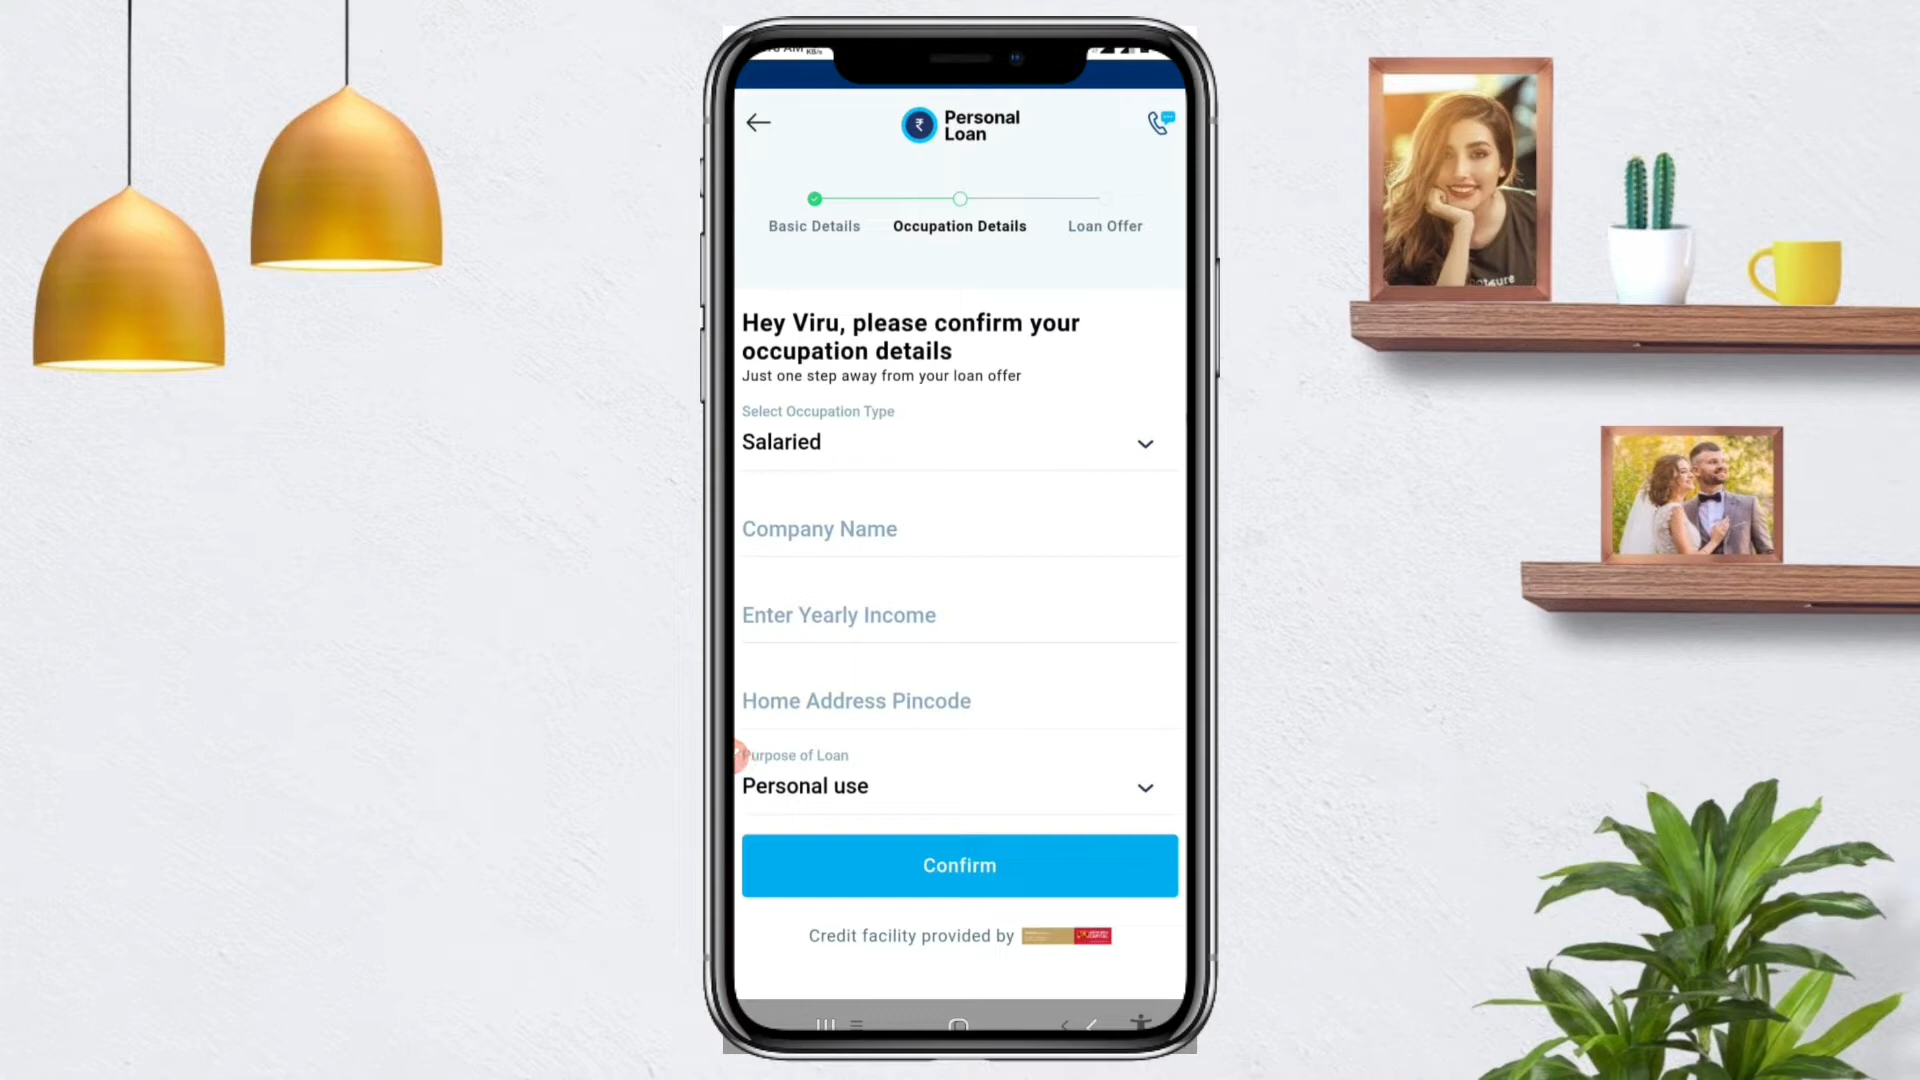 AM KB/s
Personal
Loan
Basic Details Occupation Details Loan Offer
Hey Viru, please confirm your
occupation details
Just one step away from your loan offer
Select Occupation Type
Salaried
Company Name
Enter Yearly Income
Home Address Pincode
Purpose of Loan
Personal use
Confirm
Credit facility provided by